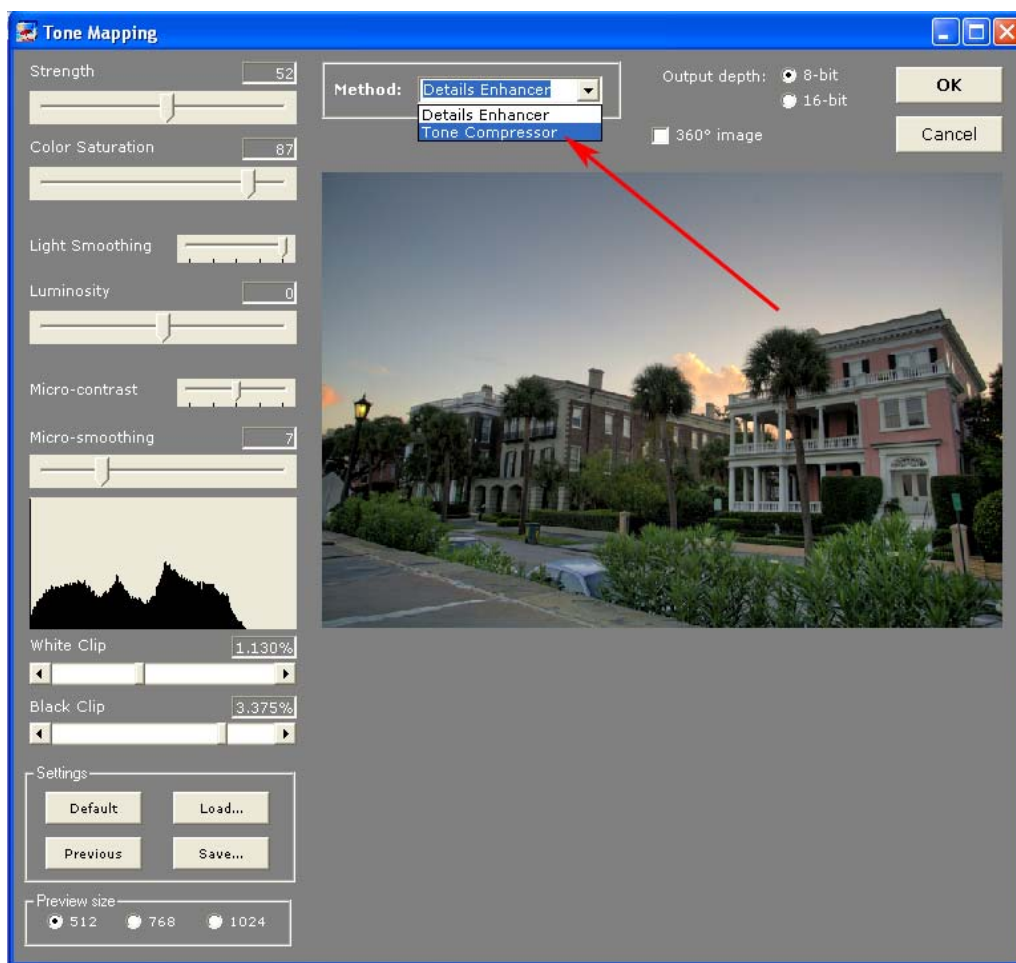 Tone Mapping
Strength 52
Color Saturation 87
Light Smoothing
Luminosity 0
Micro-contrast
Micro-smoothing 7
White Clip 1.130%
Black Clip 3.375%
Settings
Default Load...
Previous Save...
Preview size
512 768 1024
Method: Details Enhancer
Details Enhancer
Tone Compressor
Output depth: 8-bit
16-bit
360° image
OK
Cancel